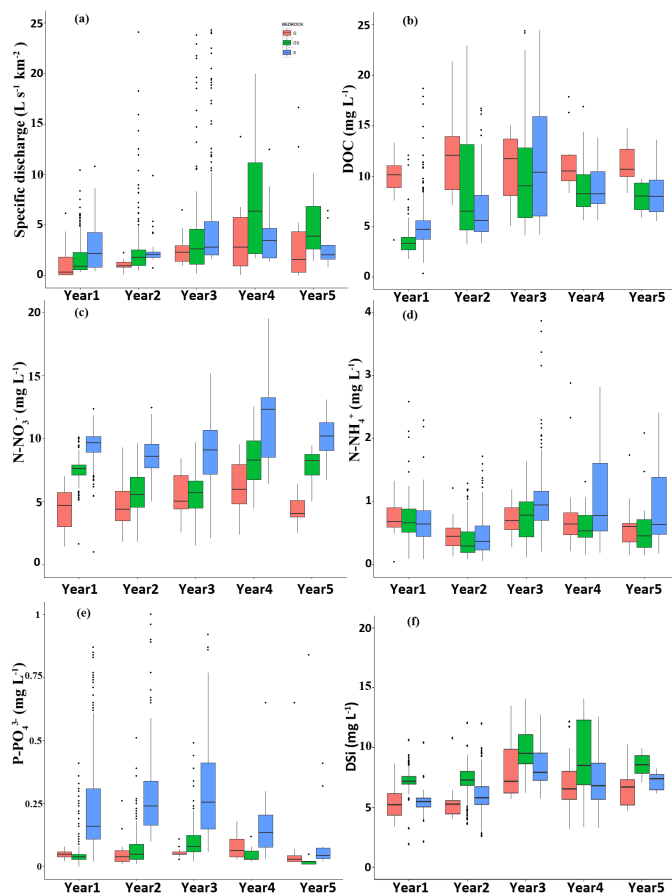 (a)
Specific discharge (L s⁻¹ km⁻²)
25
20
15
10
5
0
BEDROCK
G
GS
S
Year1 Year2 Year3 Year4 Year5
(b)
DOC (mg L⁻¹)
25
20
15
10
5
0
Year1 Year2 Year3 Year4 Year5
(c)
N-NO₃⁻ (mg L⁻¹)
20
15
10
5
0
Year1 Year2 Year3 Year4 Year5
(d)
N-NH₄⁺ (mg L⁻¹)
4
3
2
1
0
Year1 Year2 Year3 Year4 Year5
(e)
P-PO₄³⁻ (mg L⁻¹)
1
0.75
0.5
0.25
0
Year1 Year2 Year3 Year4 Year5
(f)
DSi (mg L⁻¹)
20
15
10
5
0
Year1 Year2 Year3 Year4 Year5